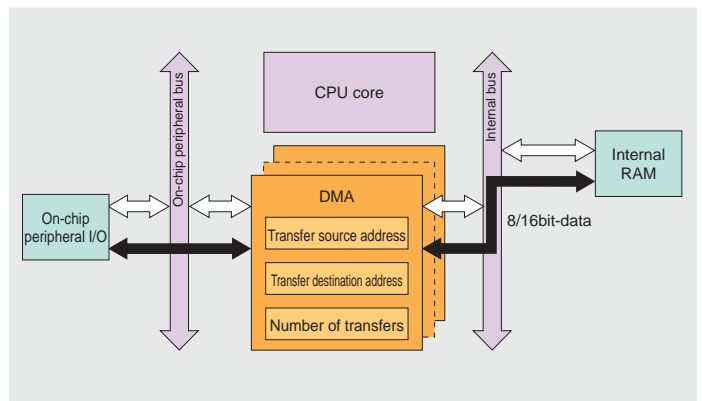 On-chip peripheral bus
CPU core
Internal bus
Internal
RAM
DMA
On-chip
peripheral I/O
Transfer source address
8/16bit-data
Transfer destination address
Number of transfers